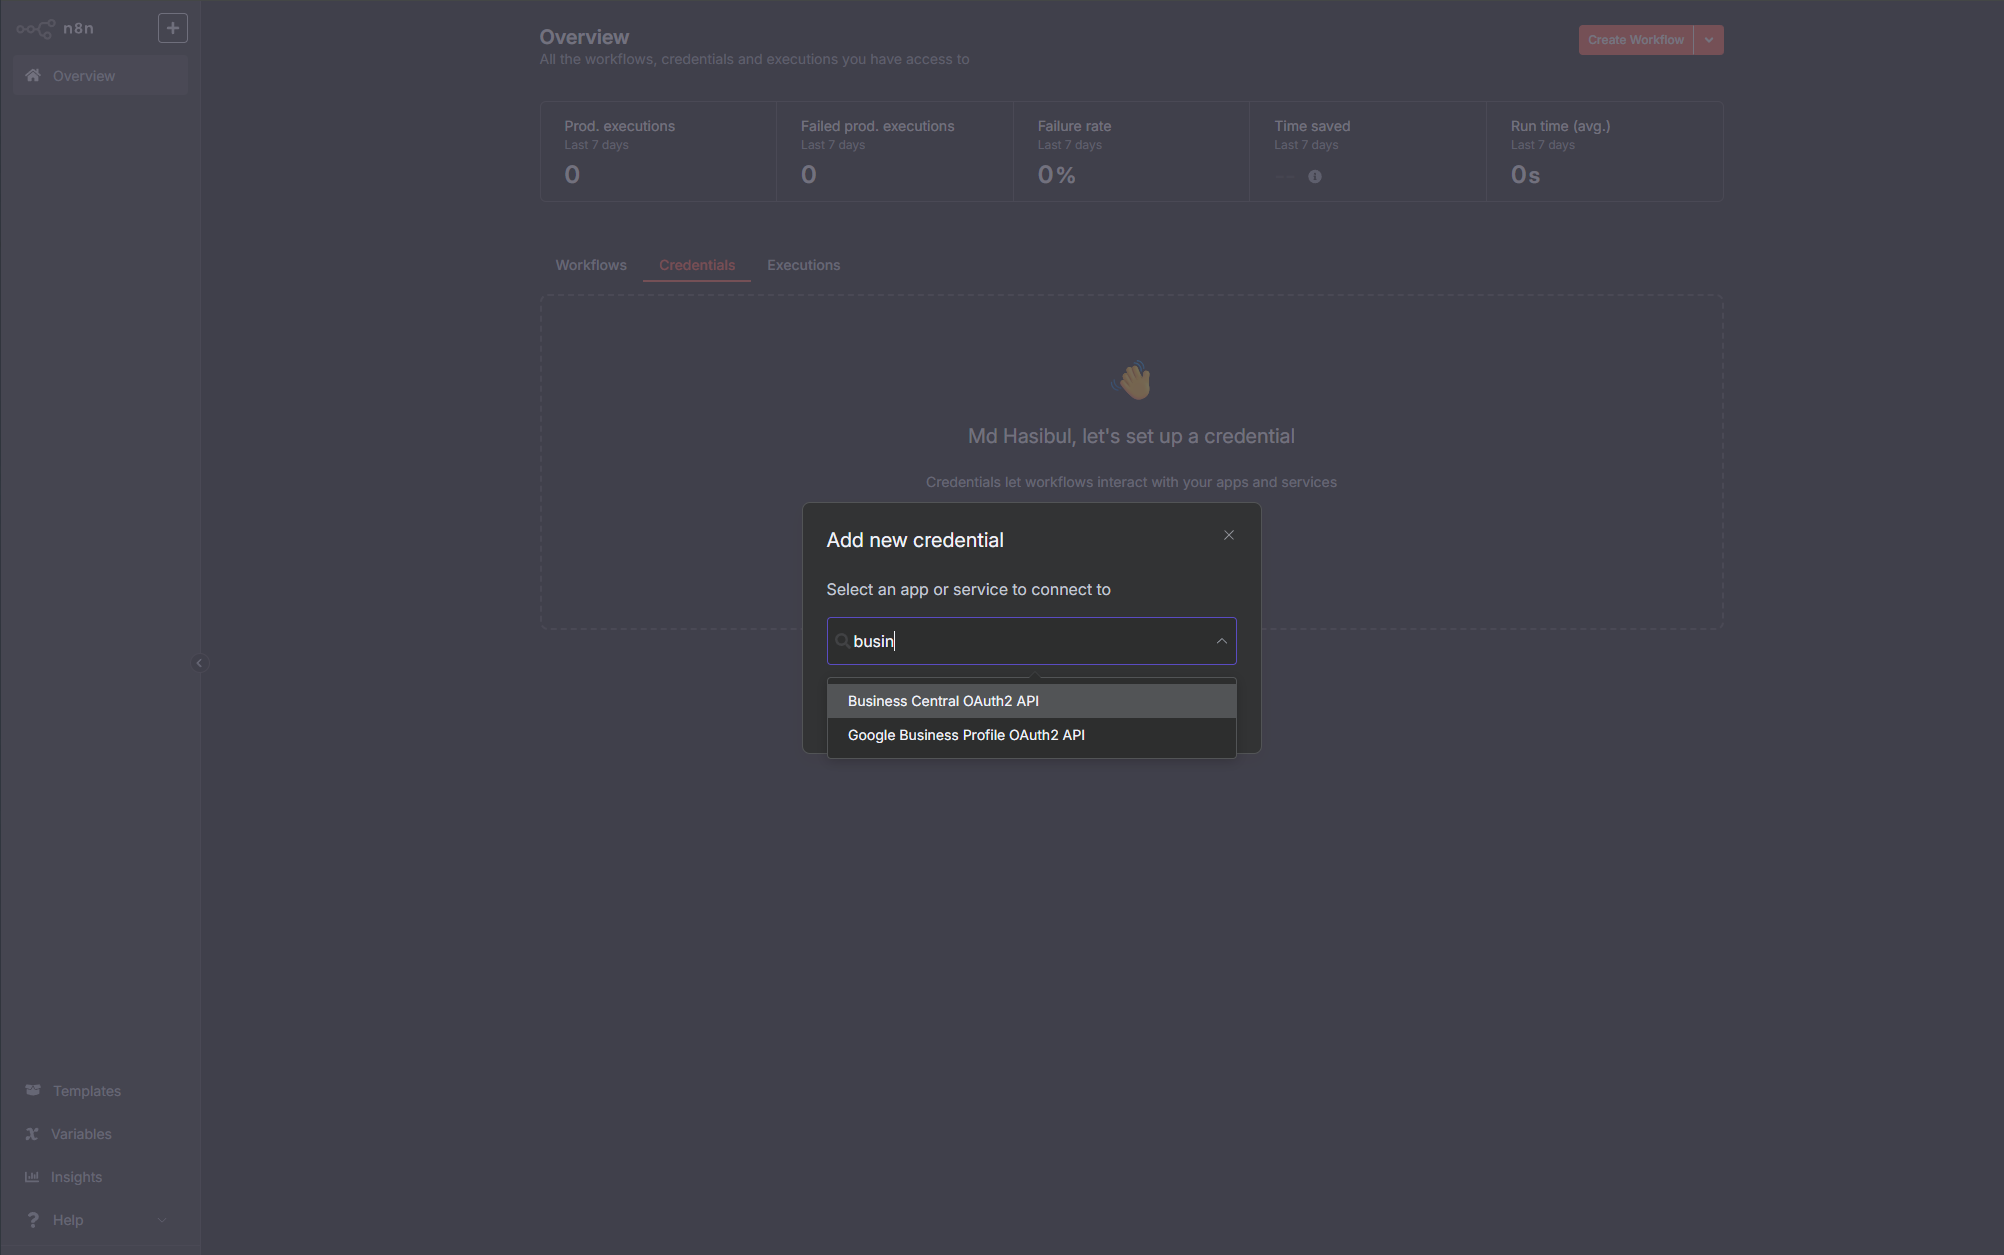 n8n
Overview
Overview
All the workflows, credentials and executions you have access to
Create Workflow
Prod. executions
Last 7 days
0
Failed prod. executions
Last 7 days
0
Failure rate
Last 7 days
0%
Time saved
Last 7 days
--
Run time (avg.)
Last 7 days
0s
Workflows
Credentials
Executions
Md Hasibul, let's set up a credential
Credentials let workflows interact with your apps and services
Add new credential
Select an app or service to connect to
busin
Business Central OAuth2 API
Google Business Profile OAuth2 API
Templates
Variables
Insights
Help